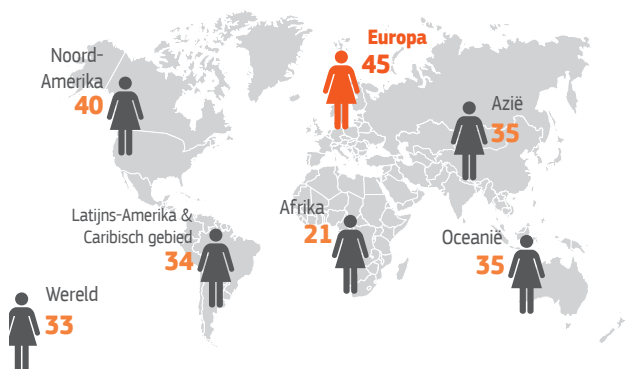 Noord-
Amerika
40
Europa
45
Azië
35
Latijns-Amerika &
Caribisch gebied
34
Afrika
21
Oceanië
35
Wereld
33